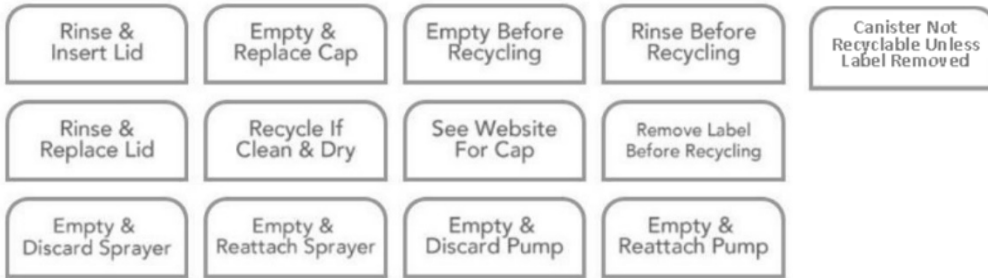 Rinse &
Insert Lid
Empty &
Replace Cap
Empty Before
Recycling
Rinse Before
Recycling
Canister Not
Recyclable Unless
Label Removed
Rinse &
Replace Lid
Recycle If
Clean & Dry
See Website
For Cap
Remove Label
Before Recycling
Empty &
Discard Sprayer
Empty &
Reattach Sprayer
Empty &
Discard Pump
Empty &
Reattach Pump